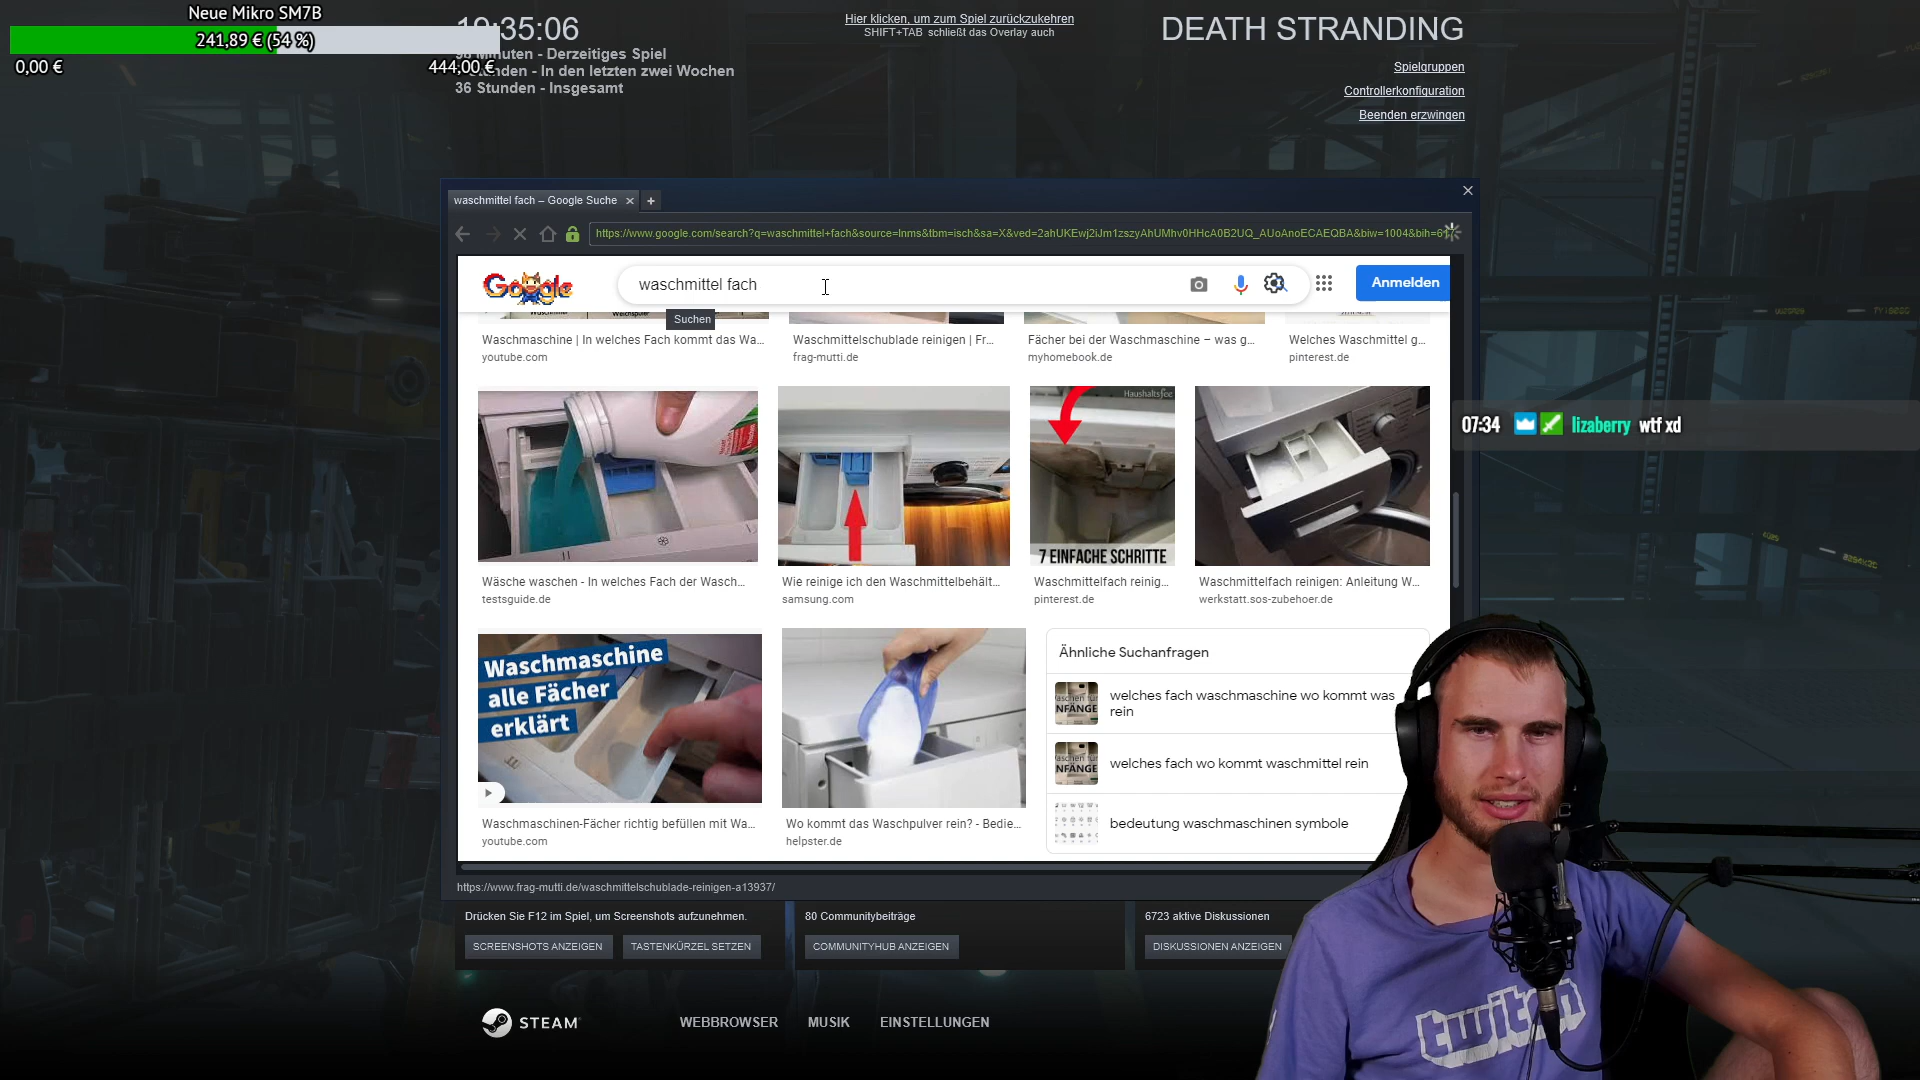 Neue Mikro SM7B
241,89 € (54 %)
0,00 €
444,00 €
19:35:06
Minuten - Derzeitiges Spiel
Stunden - In den letzten zwei Wochen
36 Stunden - Insgesamt
Hier klicken, um zum Spiel zurückzukehren
SHIFT+TAB schließt das Overlay auch
DEATH STRANDING
Spielgruppen
Controllerkonfiguration
Beenden erzwingen
waschmittel fach – Google Suche
https://www.google.com/search?q=waschmittel+fach&source=lnms&tbm=isch&sa=X&ved=2ahUKEwj2iJm1zszyAhUMhv0HHcA0B2UQ_AUoAnoECAEQBA&biw=1004&bih=6
Google
waschmittel fach
Anmelden
Suchen
Waschmaschine | In welches Fach kommt das Wa...
youtube.com
Waschmittelschublade reinigen | Fr...
frag-mutti.de
Fächer bei der Waschmaschine – was g...
myhomebook.de
Welches Waschmittel g...
pinterest.de
Haushaltsfee
7 EINFACHE SCHRITTE
Wäsche waschen - In welches Fach der Wasch...
testsguide.de
Wie reinige ich den Waschmittelbehält...
samsung.com
Waschmittelfach reinig...
pinterest.de
Waschmittelfach reinigen: Anleitung W...
werkstatt.sos-zubehoer.de
07:34 lizaberry wtf xd
Waschmaschine
alle Fächer
erklärt
Waschmaschinen-Fächer richtig befüllen mit Wa...
youtube.com
Wo kommt das Waschpulver rein? - Bedie...
helpster.de
Ähnliche Suchanfragen
welches fach waschmaschine wo kommt was
rein
welches fach wo kommt waschmittel rein
bedeutung waschmaschinen symbole
https://www.frag-mutti.de/waschmittelschublade-reinigen-a13937/
Drücken Sie F12 im Spiel, um Screenshots aufzunehmen.
SCREENSHOTS ANZEIGEN
TASTENKÜRZEL SETZEN
80 Communitybeiträge
COMMUNITYHUB ANZEIGEN
6723 aktive Diskussionen
DISKUSSIONEN ANZEIGEN
STEAM
WEBBROWSER
MUSIK
EINSTELLUNGEN
twitch